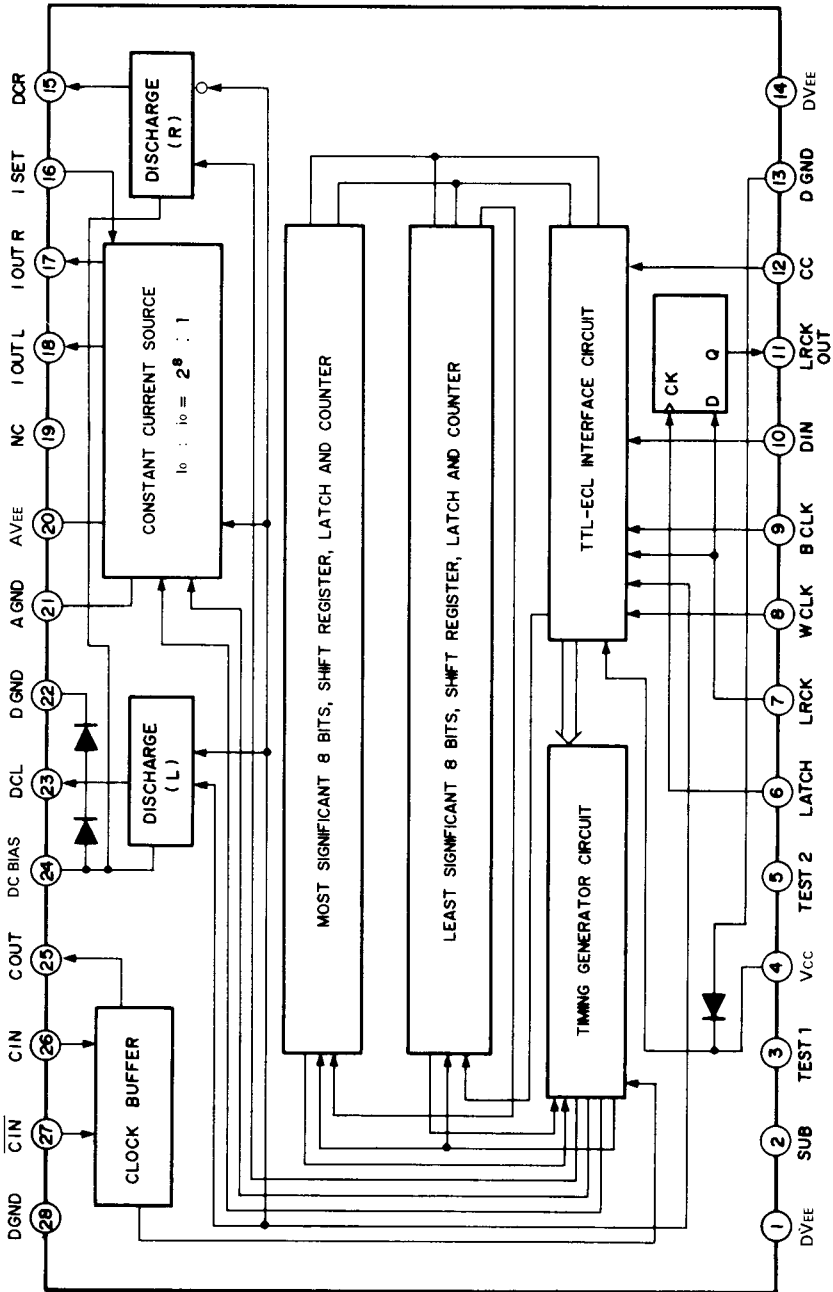 DGND
28
CIN
27
CIN
26
COUT
25
DC BIAS
24
DCL
23
D GND
22
A GND
21
AVEE
20
NC
19
I OUT L
18
I OUT R
17
I SET
16
DCR
15
CLOCK BUFFER
DISCHARGE
(L)
CONSTANT CURRENT SOURCE
Io : io = 2⁸ : 1
DISCHARGE
(R)
MOST SIGNIFICANT 8 BITS, SHIFT REGISTER, LATCH AND COUNTER
LEAST SIGNIFICANT 8 BITS, SHIFT REGISTER, LATCH AND COUNTER
TIMING GENERATOR CIRCUIT
TTL-ECL INTERFACE CIRCUIT
CK
D
Q
1
DVEE
2
SUB
3
TEST 1
4
VCC
5
TEST 2
6
LATCH
7
LRCK
8
W CLK
9
B CLK
10
DIN
11
LRCK
OUT
12
CC
13
D GND
14
DVEE